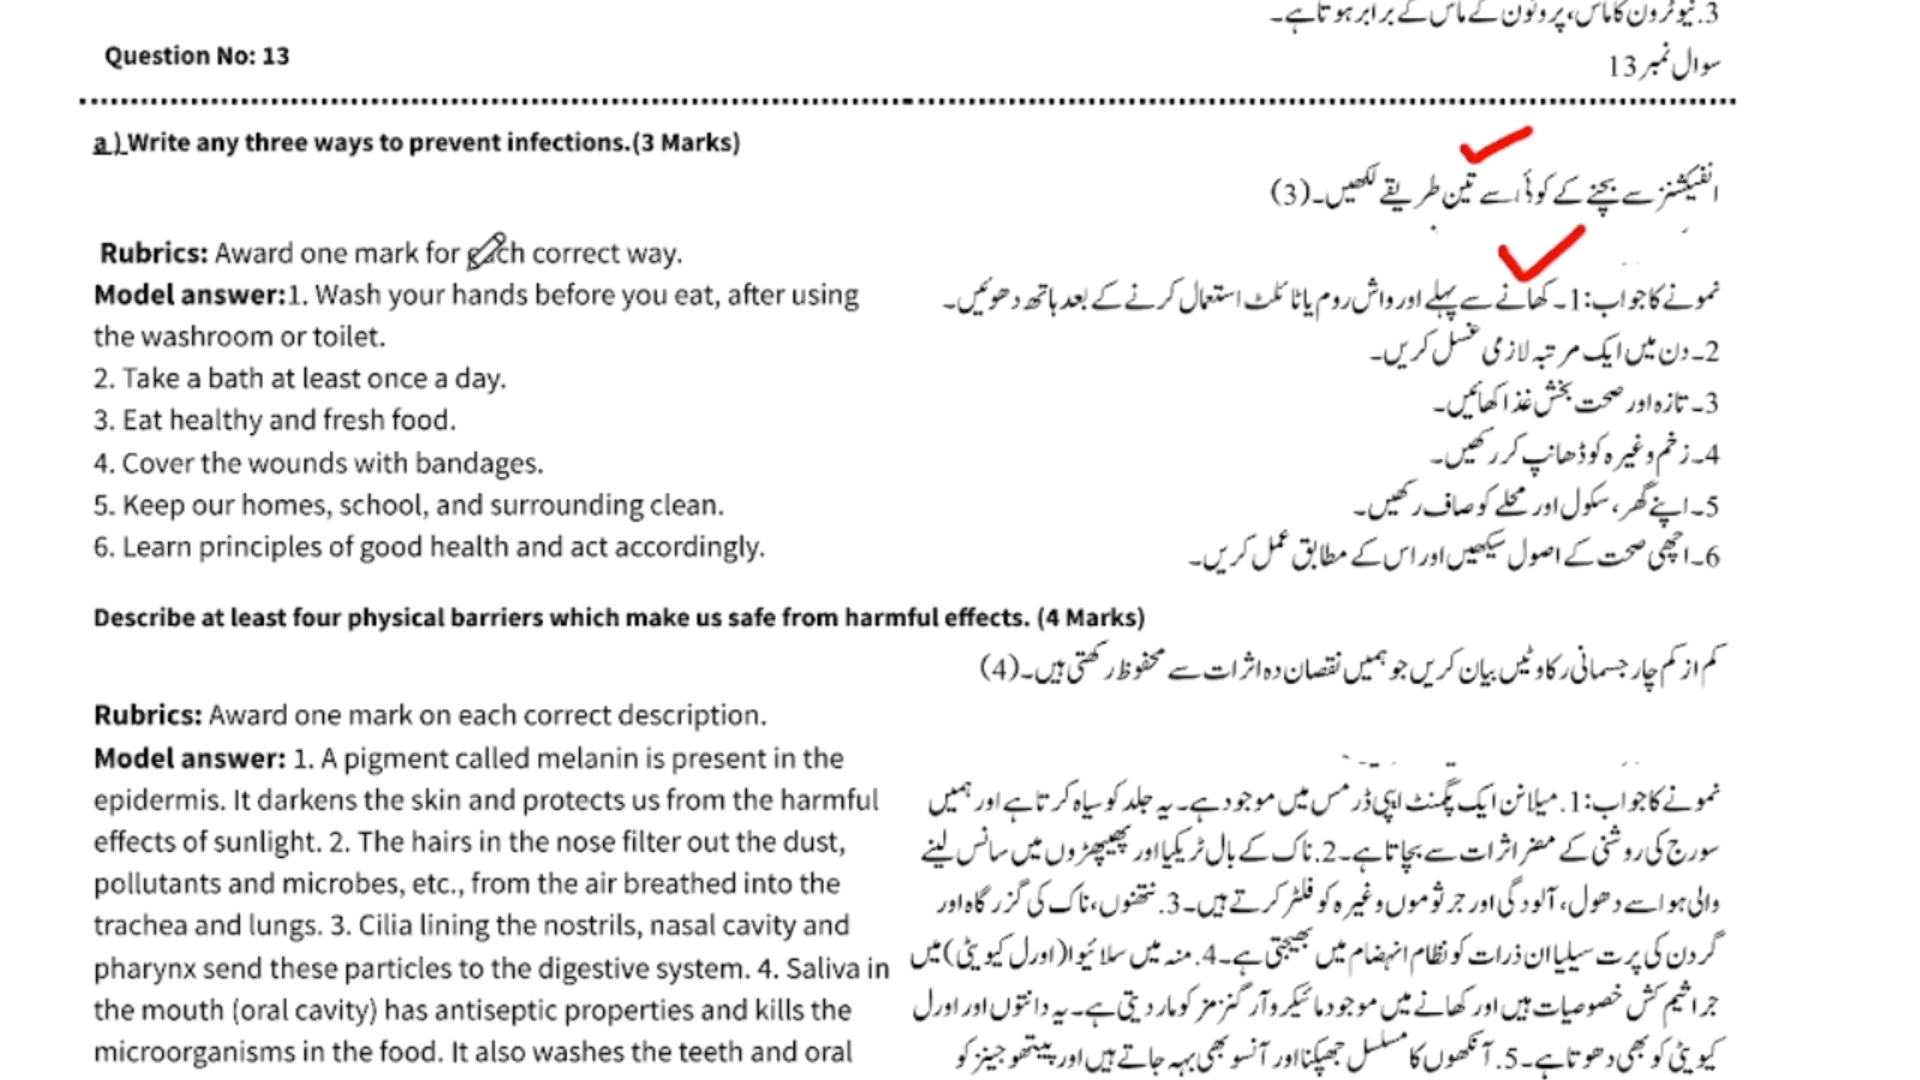 3. نیوٹرون کا ماس، پروٹون کے ماس کے برابر ہوتا ہے۔
Question No: 13
سوال نمبر 13
a ) Write any three ways to prevent infections.(3 Marks)
انفیکشنز سے بچنے کے کوئی سے تین طریقے لکھیں۔(3)
Rubrics: Award one mark for each correct way.
Model answer:1. Wash your hands before you eat, after using
the washroom or toilet.
2. Take a bath at least once a day.
3. Eat healthy and fresh food.
4. Cover the wounds with bandages.
5. Keep our homes, school, and surrounding clean.
6. Learn principles of good health and act accordingly.
نمونے کا جواب:1۔ کھانے سے پہلے اور واش روم یا ٹائلٹ استعمال کرنے کے بعد ہاتھ دھوئیں۔
2۔ دن میں ایک مرتبہ لازمی غسل کریں۔
3۔ تازہ اور صحت بخش غذا کھائیں۔
4۔ زخم وغیرہ کو ڈھانپ کر رکھیں۔
5۔ اپنے گھر، سکول اور محلے کو صاف رکھیں۔
6۔ اچھی صحت کے اصول سیکھیں اور اس کے مطابق عمل کریں۔
Describe at least four physical barriers which make us safe from harmful effects. (4 Marks)
کم از کم چار جسمانی رکاوٹیں بیان کریں جو ہمیں نقصان دہ اثرات سے محفوظ رکھتی ہیں۔(4)
Rubrics: Award one mark on each correct description.
Model answer: 1. A pigment called melanin is present in the
epidermis. It darkens the skin and protects us from the harmful
effects of sunlight. 2. The hairs in the nose filter out the dust,
pollutants and microbes, etc., from the air breathed into the
trachea and lungs. 3. Cilia lining the nostrils, nasal cavity and
pharynx send these particles to the digestive system. 4. Saliva in
the mouth (oral cavity) has antiseptic properties and kills the
microorganisms in the food. It also washes the teeth and oral
نمونے کا جواب:1. میلانن ایک پگمنٹ ایپی ڈرمس میں موجود ہے۔ یہ جلد کو سیاہ کرتا ہے اور ہمیں
سورج کی روشنی کے مضر اثرات سے بچاتا ہے۔2. ناک کے بال ٹریکیا اور پھیپھڑوں میں سانس لینے
والی ہوا سے دھول، آلودگی اور جرثوموں وغیرہ کو فلٹر کرتے ہیں۔3. نتھنوں، ناک کی گزر گاہ اور
گردن کی پرت سیلیا ان ذرات کو نظام انہضام میں بھیجتی ہے۔4. منہ میں سلائیوا(اورل کیویٹی) میں
جراثیم کش خصوصیات ہیں اور کھانے میں موجود مائیکرو آرگنزمز کو مار دیتی ہے۔ یہ دانتوں اور اورل
کیویٹی کو بھی دھوتا ہے۔5. آنکھوں کا مسلسل جھپکنا اور آنسو بھی بہہ جاتے ہیں اور پیتھوجینز کو